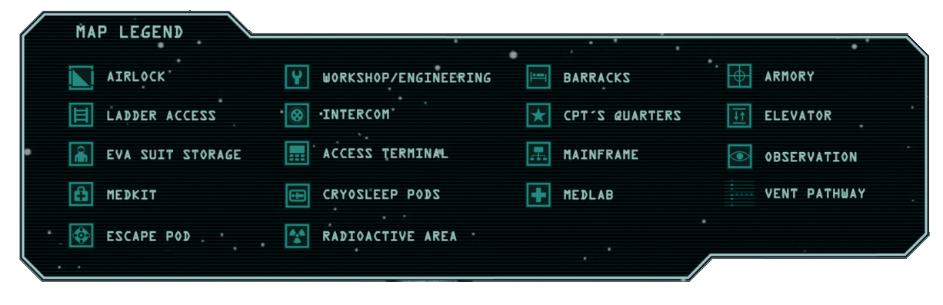 MAP LEGEND
AIRLOCK
LADDER ACCESS
EVA SUIT STORAGE
MEDKIT
ESCAPE POD
WORKSHOP/ENGINEERING
INTERCOM
ACCESS TERMINAL
CRYOSLEEP PODS
RADIOACTIVE AREA
BARRACKS
CPT'S QUARTERS
MAINFRAME
MEDLAB
ARMORY
ELEVATOR
OBSERVATION
VENT PATHWAY